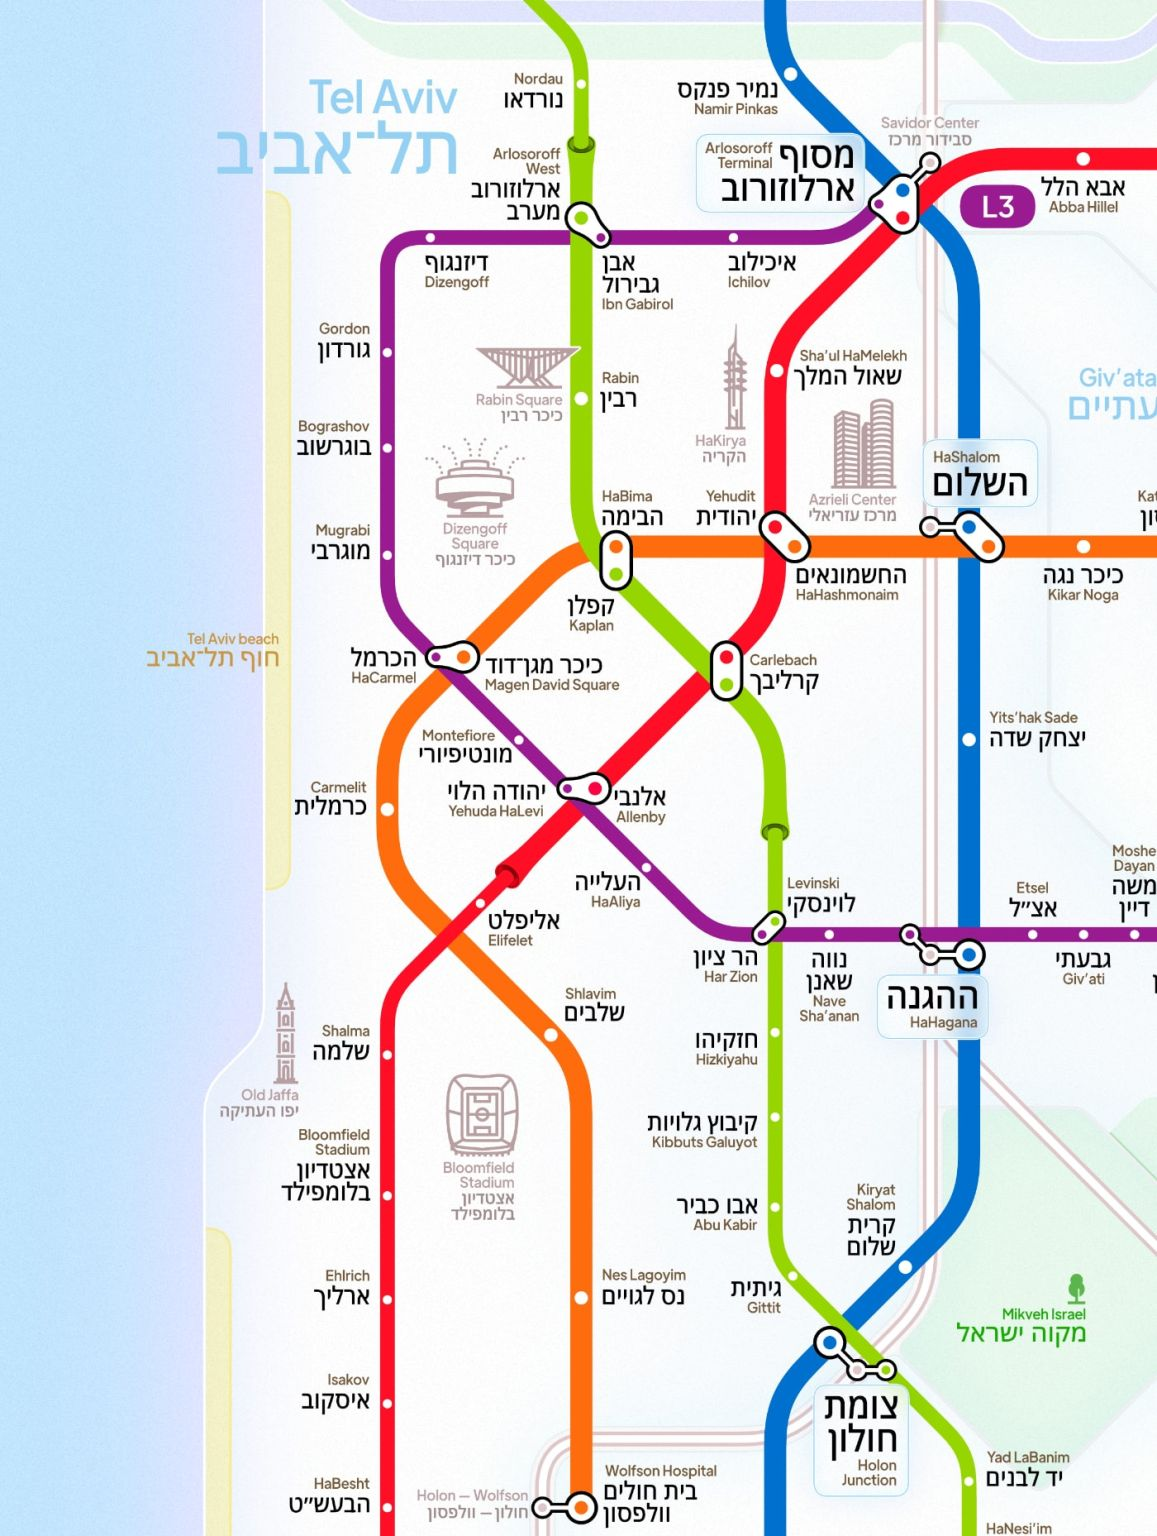 Nordau
נורדאו
נמיר פנקס
Namir Pinkas
Tel Aviv
תל־אביב
Savidor Center
סבידור מרכז
Arlosoroff
West
ארלוזורוב
מערב
Arlosoroff
Terminal
מסוף
ארלוזורוב
L3
אבא הלל
Abba Hillel
דיזנגוף
Dizengoff
אבן
גבירול
Ibn Gabirol
איכילוב
Ichilov
Gordon
גורדון
Rabin Square
כיכר רבין
Rabin
רבין
Sha'ul HaMelekh
שאול המלך
HaKirya
הקריה
Giv'ata
עתיים
Bograshov
בוגרשוב
HaShalom
השלום
Azrieli Center
מרכז עזריאלי
HaBima
הבימה
Yehudit
יהודית
Kat
Mugrabi
מוגרבי
Dizengoff
Square
כיכר דיזנגוף
קפלן
Kaplan
החשמונאים
HaHashmonaim
כיכר נגה
Kikar Noga
Tel Aviv beach
חוף תל־אביב
הכרמל
HaCarmel
כיכר מגן־דוד
Magen David Square
Carlebach
קרליבך
Montefiore
מונטיפיורי
Yits'hak Sade
יצחק שדה
Carmelit
כרמלית
יהודה הלוי
Yehuda HaLevi
אלנבי
Allenby
העלייה
HaAliya
Levinski
לוינסקי
Etsel
אצ״ל
Moshe
Dayan
משה
דיין
אליפלט
Elifelet
הר ציון
Har Zion
נווה
שאנן
Nave
Sha'anan
ההגנה
HaHagana
גבעתי
Giv'ati
Shlavim
שלבים
Shalma
שלמה
חזקיהו
Hizkiyahu
Old Jaffa
יפו העתיקה
קיבוץ גלויות
Kibbuts Galuyot
Bloomfield
Stadium
אצטדיון
בלומפילד
Bloomfield
Stadium
אצטדיון
בלומפילד
אבו כביר
Abu Kabir
Kiryat
Shalom
קרית
שלום
Ehlrich
ארליך
Nes Lagoyim
נס לגויים
גיתית
Gittit
Mikveh Israel
מקוה ישראל
Isakov
איסקוב
צומת
חולון
Holon
Junction
HaBesht
הבעש״ט
Holon — Wolfson
חולון — וולפסון
Wolfson Hospital
בית חולים
וולפסון
Yad LaBanim
יד לבנים
HaNesi'im